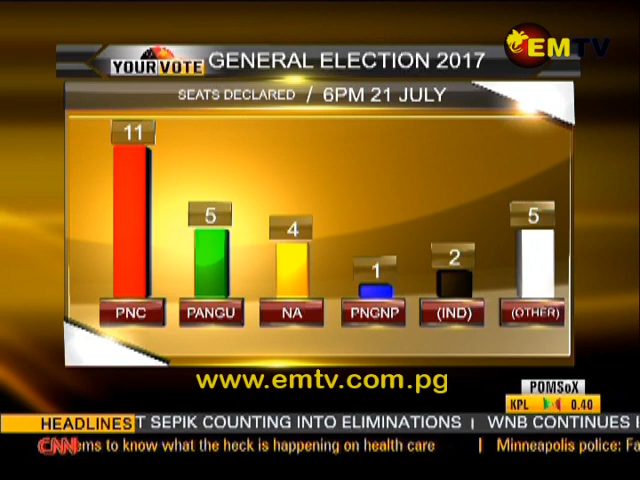 EMTV
YOUR VOTE GENERAL ELECTION 2017
SEATS DECLARED / 6PM 21 JULY
11
5
4
1
2
5
PNC
PANGU
NA
PNGNP
(IND)
(OTHER)
www.emtv.com.pg
POMSoX
KPL 0.40
HEADLINES T SEPIK COUNTING INTO ELIMINATIONS | WNB CONTINUES
CNN to know what the heck is happening on health care | Minneapolis police: